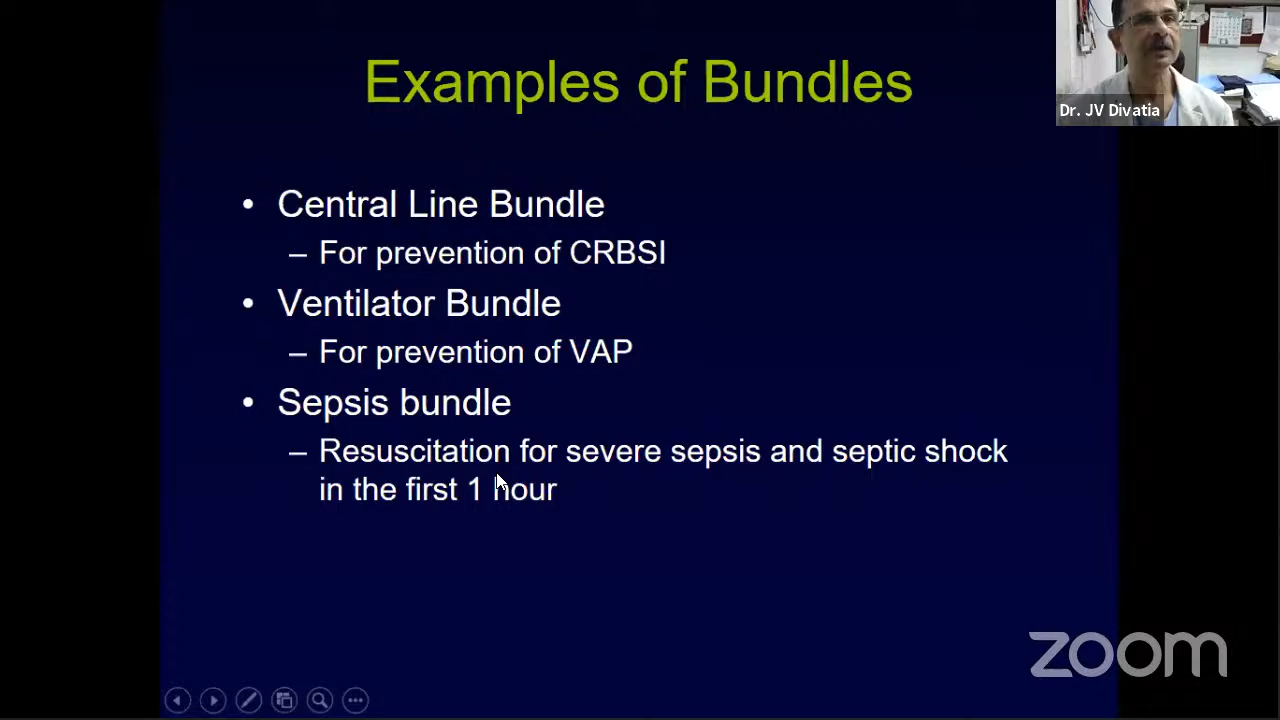 Examples of Bundles
Dr. JV Divatia
• Central Line Bundle
– For prevention of CRBSI
• Ventilator Bundle
– For prevention of VAP
• Sepsis bundle
– Resuscitation for severe sepsis and septic shock
in the first 1 hour
zoom